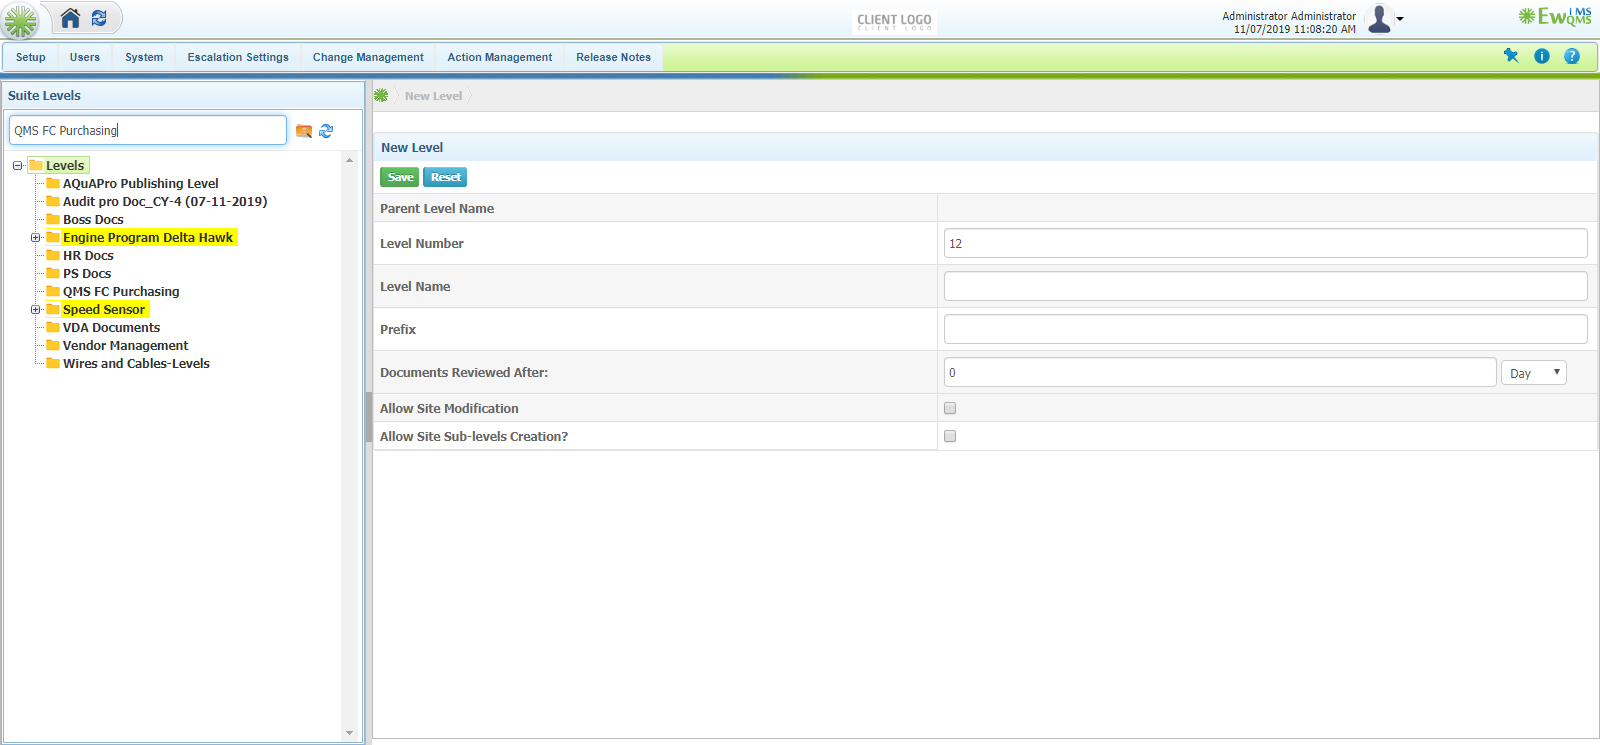 CLIENT LOGO
CLIENT LOGO
Administrator Administrator
11/07/2019 11:08:20 AM
EwQMS
IMS
Setup Users System Escalation Settings Change Management Action Management Release Notes
Suite Levels
QMS FC Purchasing
Levels
AQuAPro Publishing Level
Audit pro Doc_CY-4 (07-11-2019)
Boss Docs
Engine Program Delta Hawk
HR Docs
PS Docs
QMS FC Purchasing
Speed Sensor
VDA Documents
Vendor Management
Wires and Cables-Levels
New Level
New Level
Save Reset
Parent Level Name
Level Number 12
Level Name
Prefix
Documents Reviewed After: 0 Day
Allow Site Modification
Allow Site Sub-levels Creation?